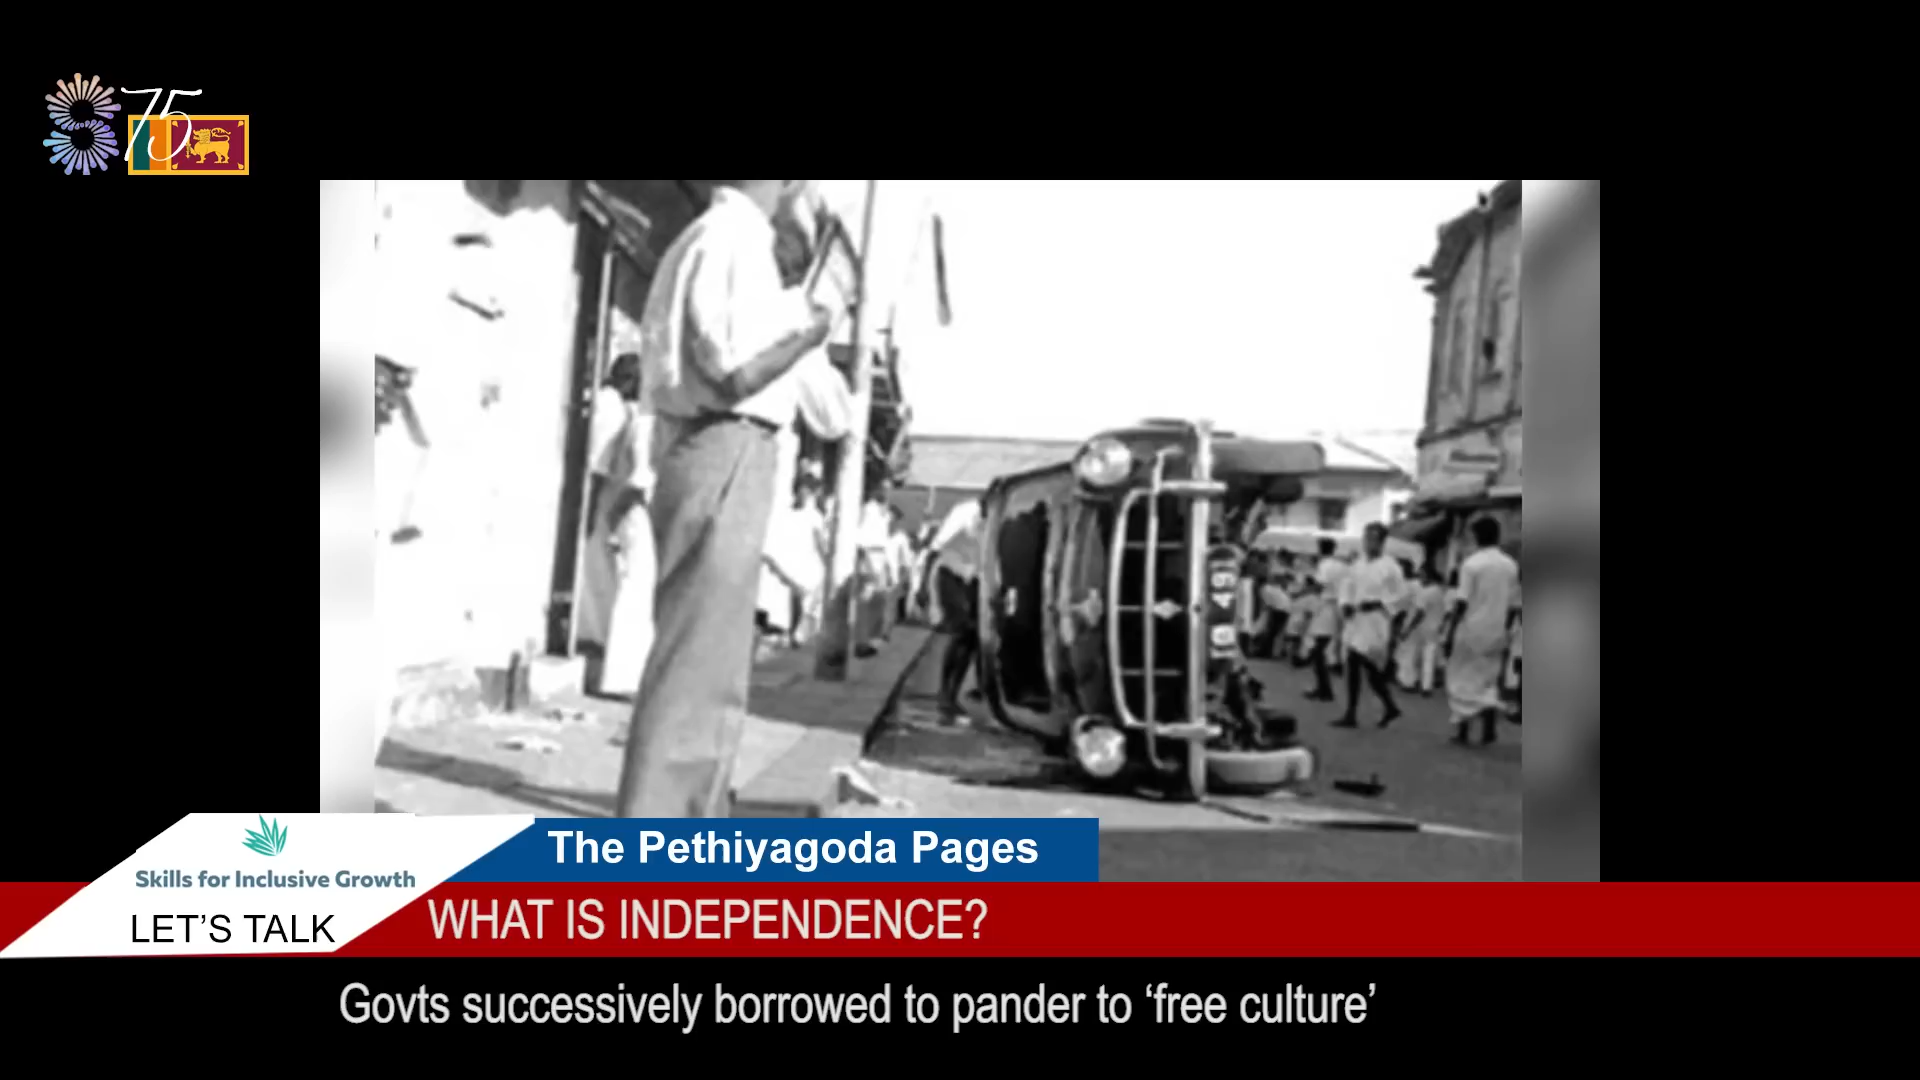 75
The Pethiyagoda Pages
Skills for Inclusive Growth
LET’S TALK
WHAT IS INDEPENDENCE?
Govts successively borrowed to pander to ‘free culture’